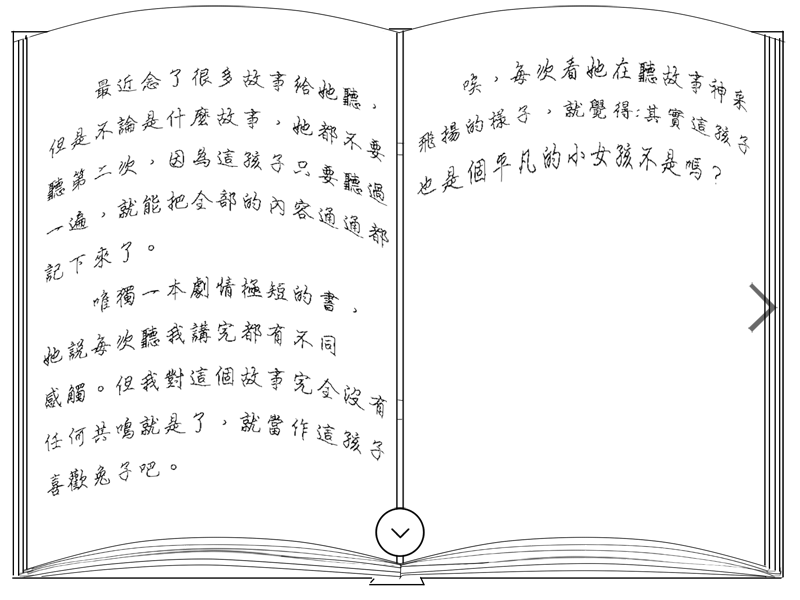 最近念了很多故事給她聽，
但是不論是什麼故事，她都不要
聽第二次，因為這孩子只要聽過
一遍，就能把全部的內容通通都
記下來了。
唯獨一本劇情極短的書，
她說每次聽我講完都有不同
感觸。但我對這個故事完全沒有
任何共鳴就是了，就當作這孩子
喜歡兔子吧。
唉，每次看她在聽故事神采
飛揚的樣子，就覺得:其實這孩子
也是個平凡的小女孩不是嗎？